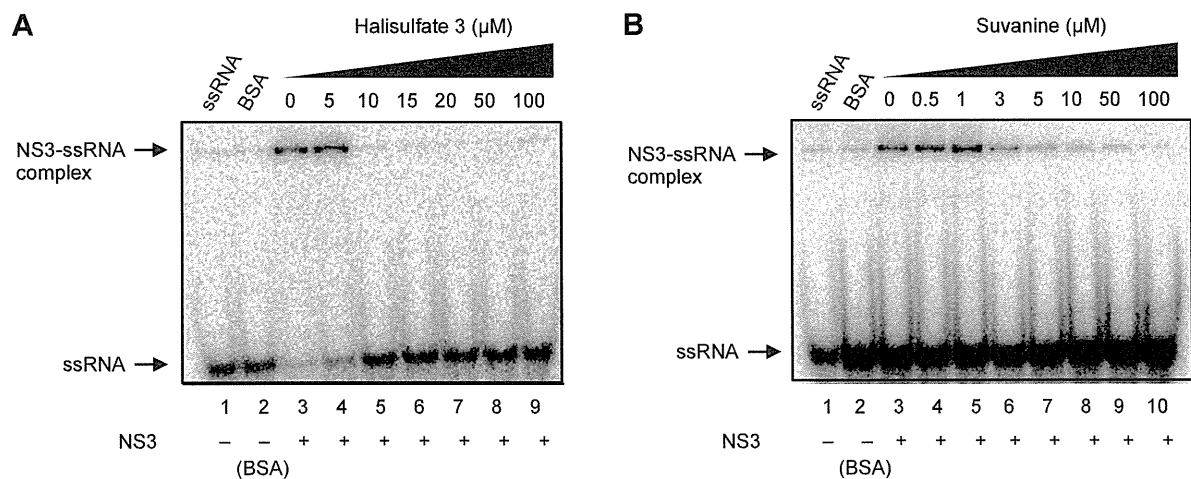 A
Halisulfate 3 (µM)
ssRNA
BSA
0 5 10 15 20 50 100
NS3-ssRNA
complex
ssRNA
1 2 3 4 5 6 7 8 9
NS3 – – + + + + + + +
(BSA)
B
Suvanine (µM)
ssRNA
BSA
0 0.5 1 3 5 10 50 100
NS3-ssRNA
complex
ssRNA
1 2 3 4 5 6 7 8 9 10
– – + + + + + + + +
(BSA)